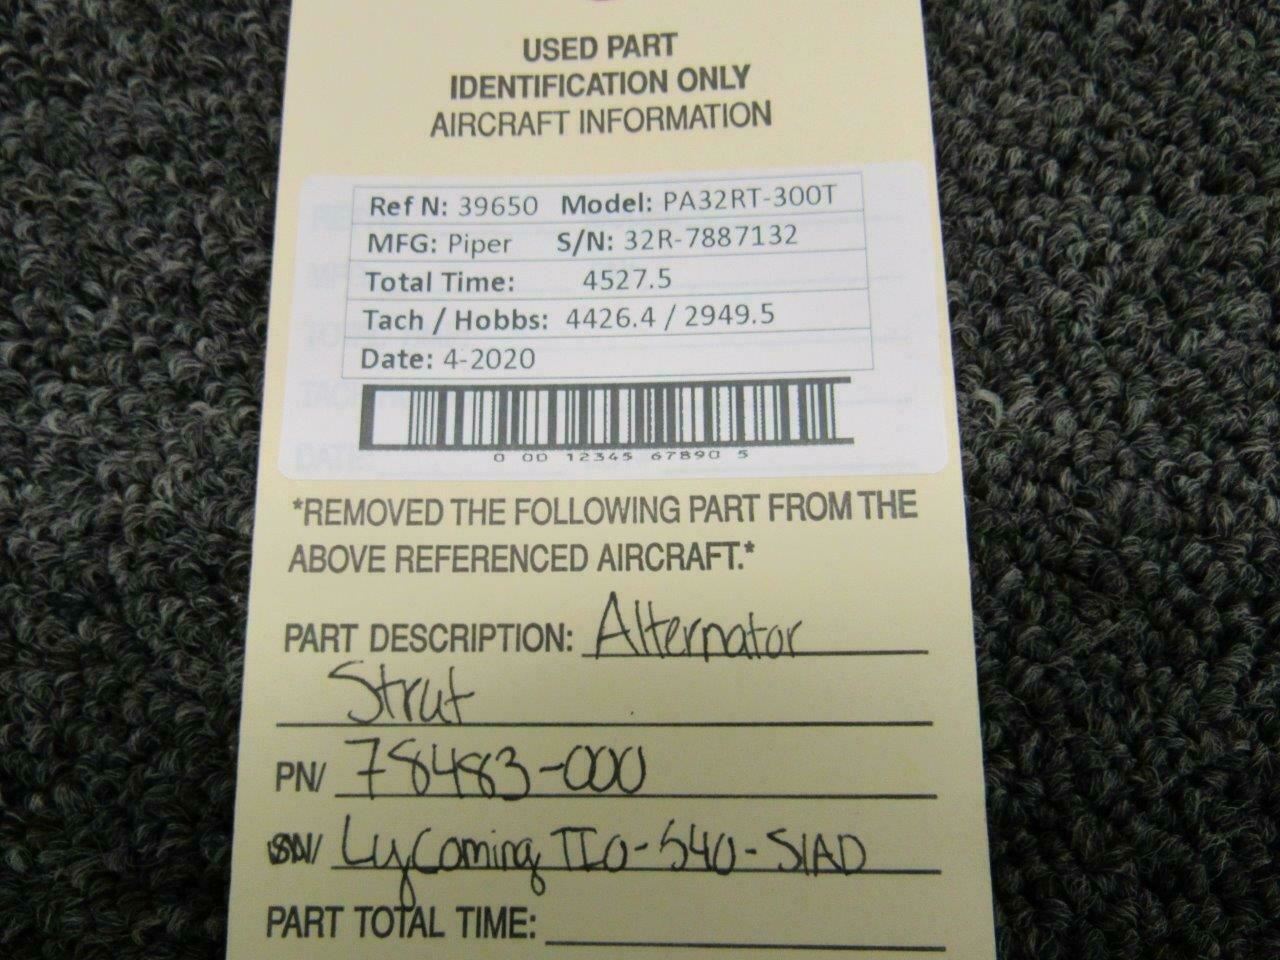 USED PART
IDENTIFICATION ONLY
AIRCRAFT INFORMATION
Ref N: 39650 Model: PA32RT-300T
MFG: Piper S/N: 32R-7887132
Total Time: 4527.5
Tach / Hobbs: 4426.4 / 2949.5
Date: 4-2020
0 00 12345 67890 5
*REMOVED THE FOLLOWING PART FROM THE
ABOVE REFERENCED AIRCRAFT.*
PART DESCRIPTION: Alternator
Strut
PN/ 78483-000
SN/ Lycoming TIO-540-S1AD
PART TOTAL TIME: